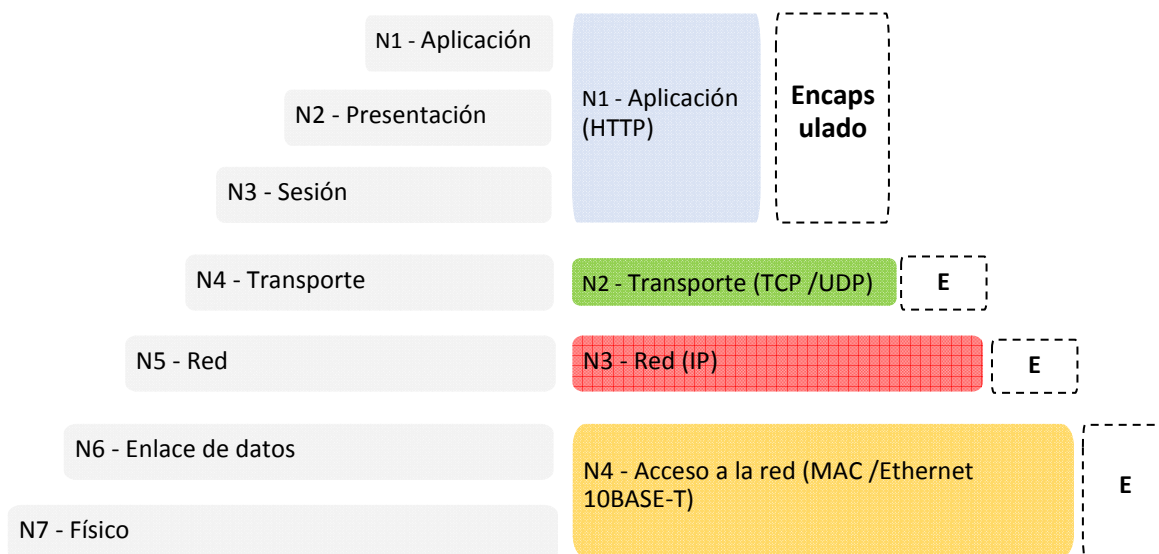 N1 - Aplicación
N2 - Presentación
N3 - Sesión
N1 - Aplicación
(HTTP)
Encaps
ulado
N4 - Transporte
N2 - Transporte (TCP /UDP)
E
N5 - Red
N3 - Red (IP)
E
N6 - Enlace de datos
N7 - Físico
N4 - Acceso a la red (MAC /Ethernet
10BASE-T)
E